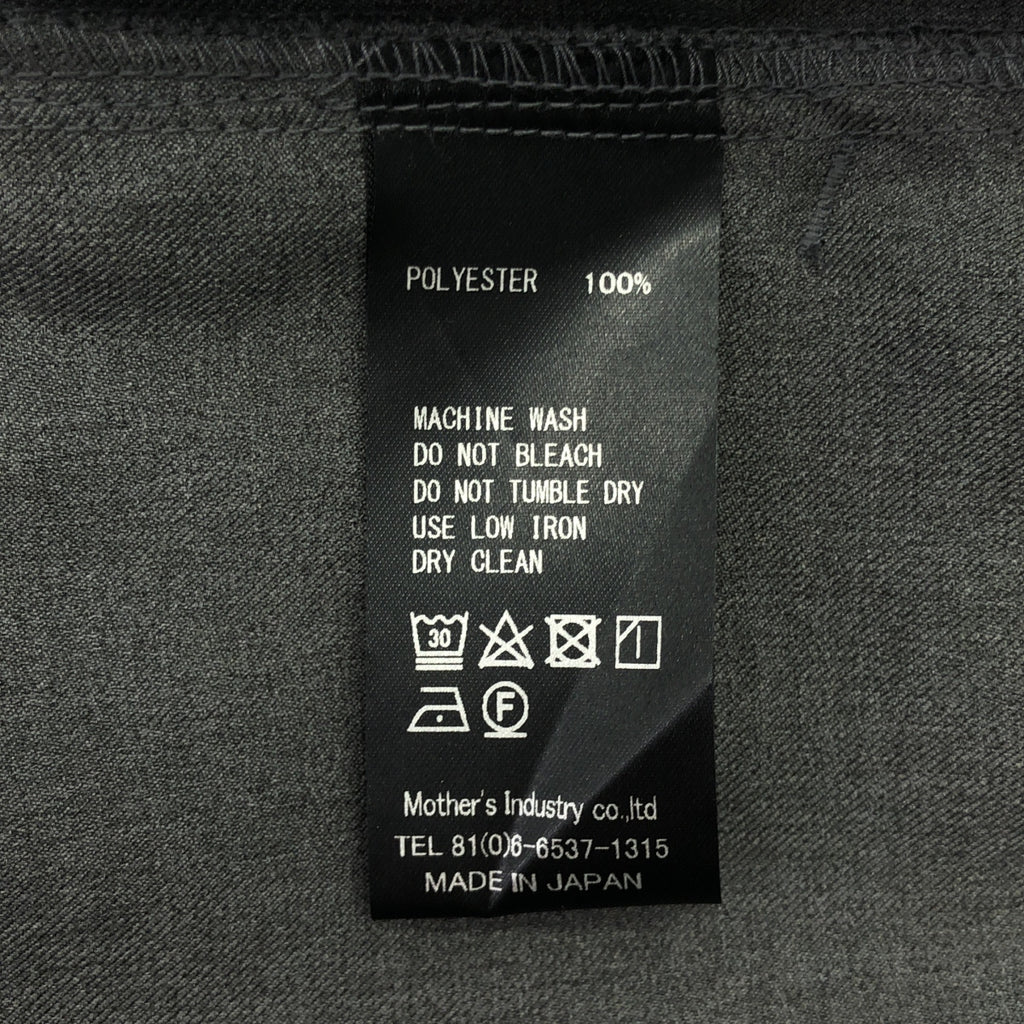 POLYESTER 100%
MACHINE WASH
DO NOT BLEACH
DO NOT TUMBLE DRY
USE LOW IRON
DRY CLEAN
30
F
Mother's Industry co.,ltd
TEL 81(0)6-6537-1315
MADE IN JAPAN